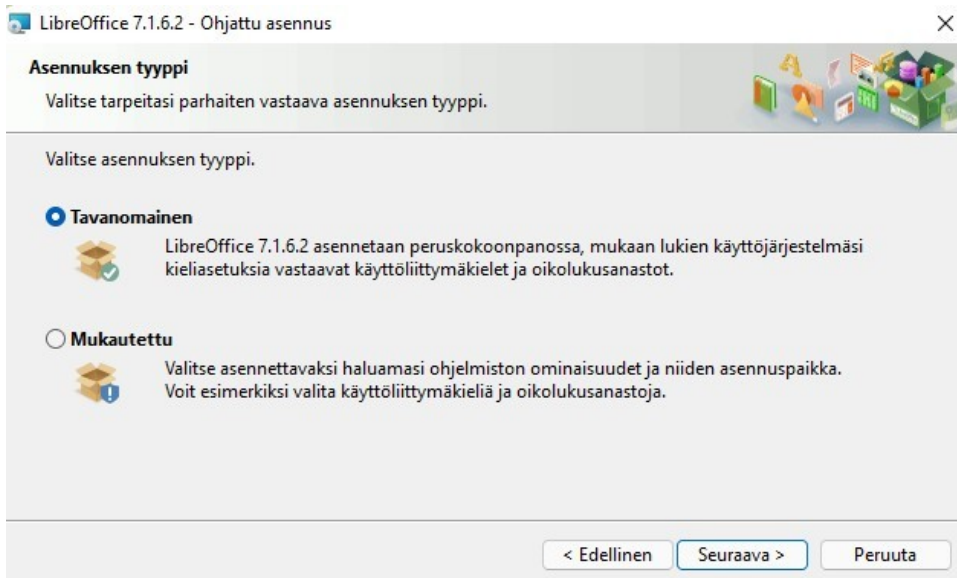 LibreOffice 7.1.6.2 - Ohjattu asennus
Asennuksen tyyppi
Valitse tarpeitasi parhaiten vastaava asennuksen tyyppi.
Valitse asennuksen tyyppi.
Tavanomainen
LibreOffice 7.1.6.2 asennetaan peruskokoonpanossa, mukaan lukien käyttöjärjestelmäsi
kieliasetuksia vastaavat käyttöliittymäkielet ja oikolukusanastot.
Mukautettu
Valitse asennettavaksi haluamasi ohjelmiston ominaisuudet ja niiden asennuspaikka.
Voit esimerkiksi valita käyttöliittymäkieliä ja oikolukusanastoja.
< Edellinen Seuraava > Peruuta